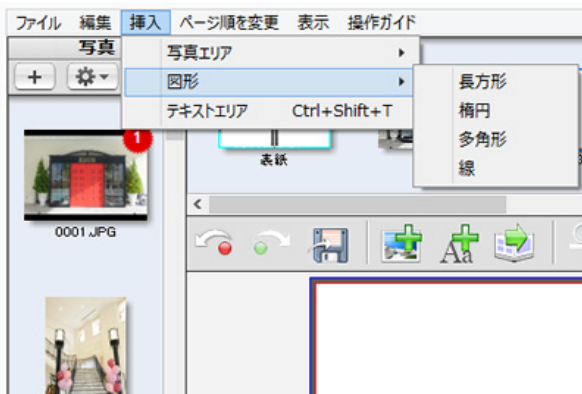 ファイル 編集 挿入 ページ順を変更 表示 操作ガイド
写真
写真エリア
図形
テキストエリア Ctrl+Shift+T
長方形
楕円
多角形
線
1
表紙
0001.JPG
Aa